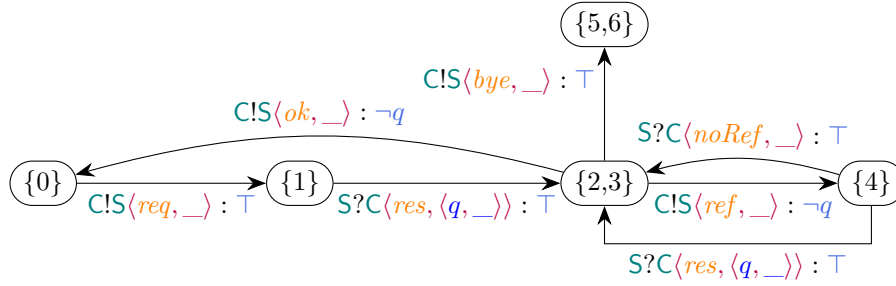 {5,6}
C!S⟨bye, _⟩ : ⊤
C!S⟨ok, _⟩ : ¬q
S?C⟨noRef, _⟩ : ⊤
{0}
{1}
{2,3}
{4}
C!S⟨req, _⟩ : ⊤
S?C⟨res, ⟨q, _⟩⟩ : ⊤
C!S⟨ref, _⟩ : ¬q
S?C⟨res, ⟨q, _⟩⟩ : ⊤